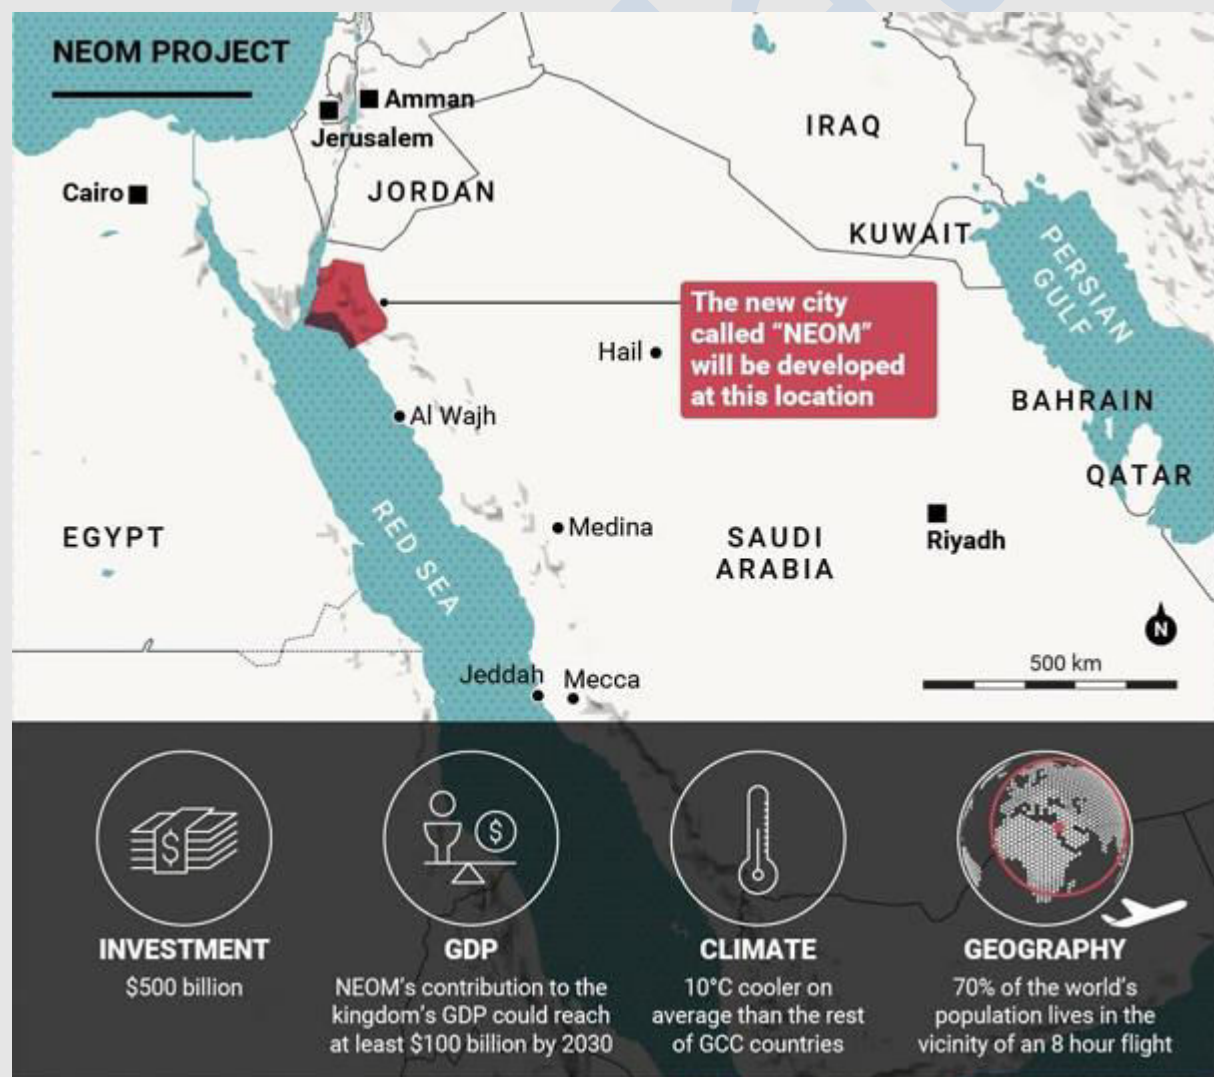 NEOM PROJECT
Amman
Jerusalem
IRAQ
Cairo
JORDAN
KUWAIT
PERSIAN
GULF
The new city
called “NEOM”
will be developed
at this location
Hail
Al Wajh
BAHRAIN
QATAR
RED SEA
Medina
EGYPT
SAUDI
ARABIA
Riyadh
N
500 km
Jeddah
Mecca
$
$
INVESTMENT
$500 billion
GDP
NEOM’s contribution to the
kingdom’s GDP could reach
at least $100 billion by 2030
CLIMATE
10°C cooler on
average than the rest
of GCC countries
GEOGRAPHY
70% of the world’s
population lives in the
vicinity of an 8 hour flight